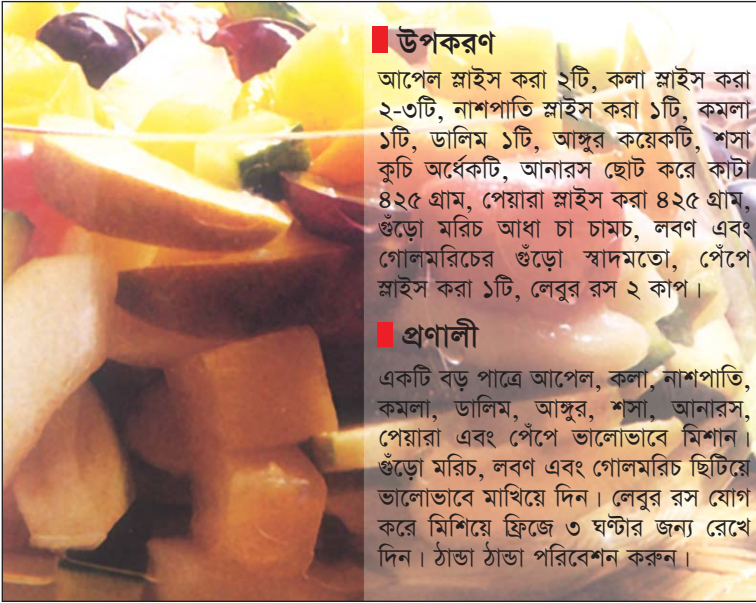 উপকরণ
আপেল স্লাইস করা ২টি, কলা স্লাইস করা
২-৩টি, নাশপাতি স্লাইস করা ১টি, কমলা
১টি, ডালিম ১টি, আঙ্গুর কয়েকটি, শসা
কুচি অর্ধেকটি, আনারস ছোট করে কাটা
৪২৫ গ্রাম, পেয়ারা স্লাইস করা ৪২৫ গ্রাম,
গুঁড়ো মরিচ আধা চা চামচ, লবণ এবং
গোলমরিচের গুঁড়ো স্বাদমতো, পেঁপে
স্লাইস করা ১টি, লেবুর রস ২ কাপ।
প্রণালী
একটি বড় পাত্রে আপেল, কলা, নাশপাতি,
কমলা, ডালিম, আঙ্গুর, শসা, আনারস,
পেয়ারা এবং পেঁপে ভালোভাবে মিশান।
গুঁড়ো মরিচ, লবণ এবং গোলমরিচ ছিটিয়ে
ভালোভাবে মাখিয়ে দিন। লেবুর রস যোগ
করে মিশিয়ে ফ্রিজে ৩ ঘণ্টার জন্য রেখে
দিন। ঠান্ডা ঠান্ডা পরিবেশন করুন।